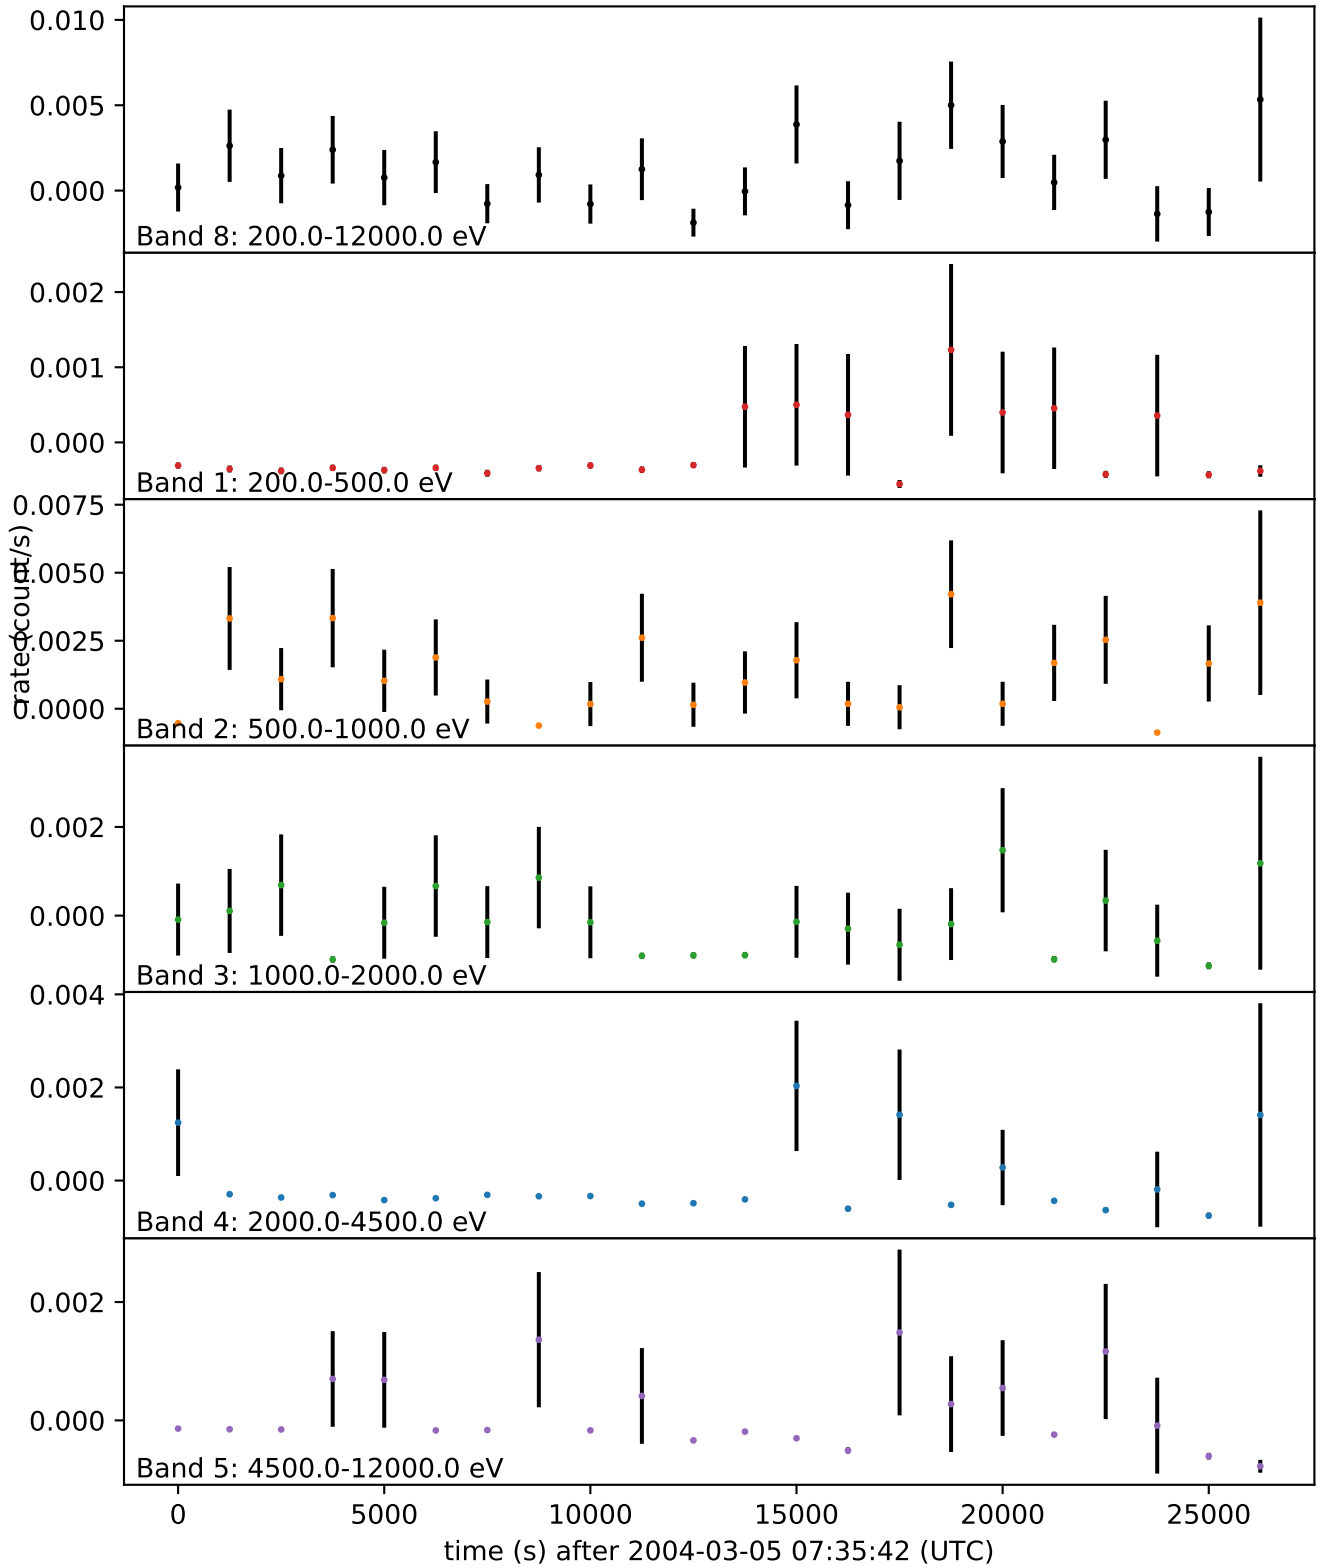 0.010
0.005
0.000
Band 8: 200.0-12000.0 eV
0.002
0.001
0.000
Band 1: 200.0-500.0 eV
rate (count/s)
0.0075
0.0050
0.0025
0.0000
Band 2: 500.0-1000.0 eV
0.002
0.000
Band 3: 1000.0-2000.0 eV
0.004
0.002
0.000
Band 4: 2000.0-4500.0 eV
0.002
0.000
Band 5: 4500.0-12000.0 eV
0 5000 10000 15000 20000 25000
time (s) after 2004-03-05 07:35:42 (UTC)